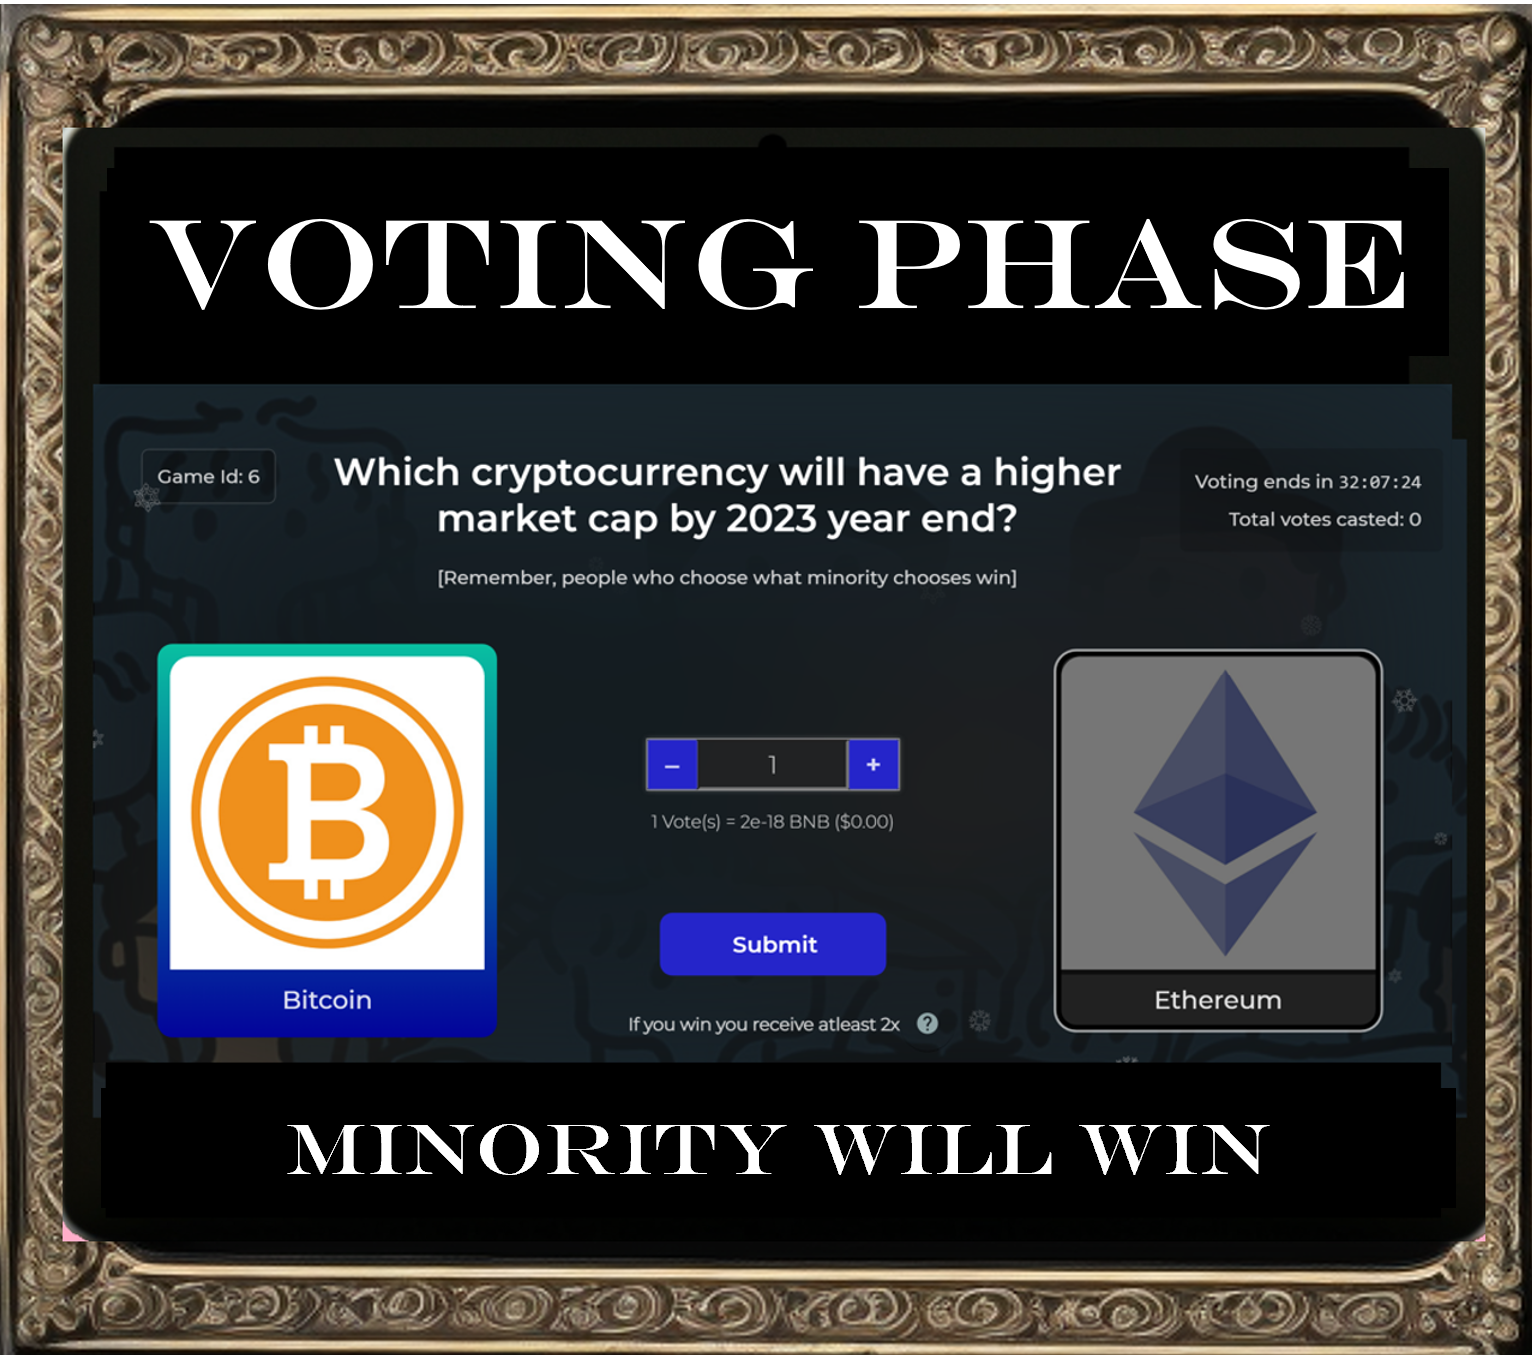 VOTING PHASE
Game Id: 6
Which cryptocurrency will have a higher
market cap by 2023 year end?
[Remember, people who choose what minority chooses win]
Voting ends in 32:07:24
Total votes casted: 0
– 1 +
1 Vote(s) = 2e-18 BNB ($0.00)
Submit
If you win you receive atleast 2x ?
Bitcoin
Ethereum
MINORITY WILL WIN